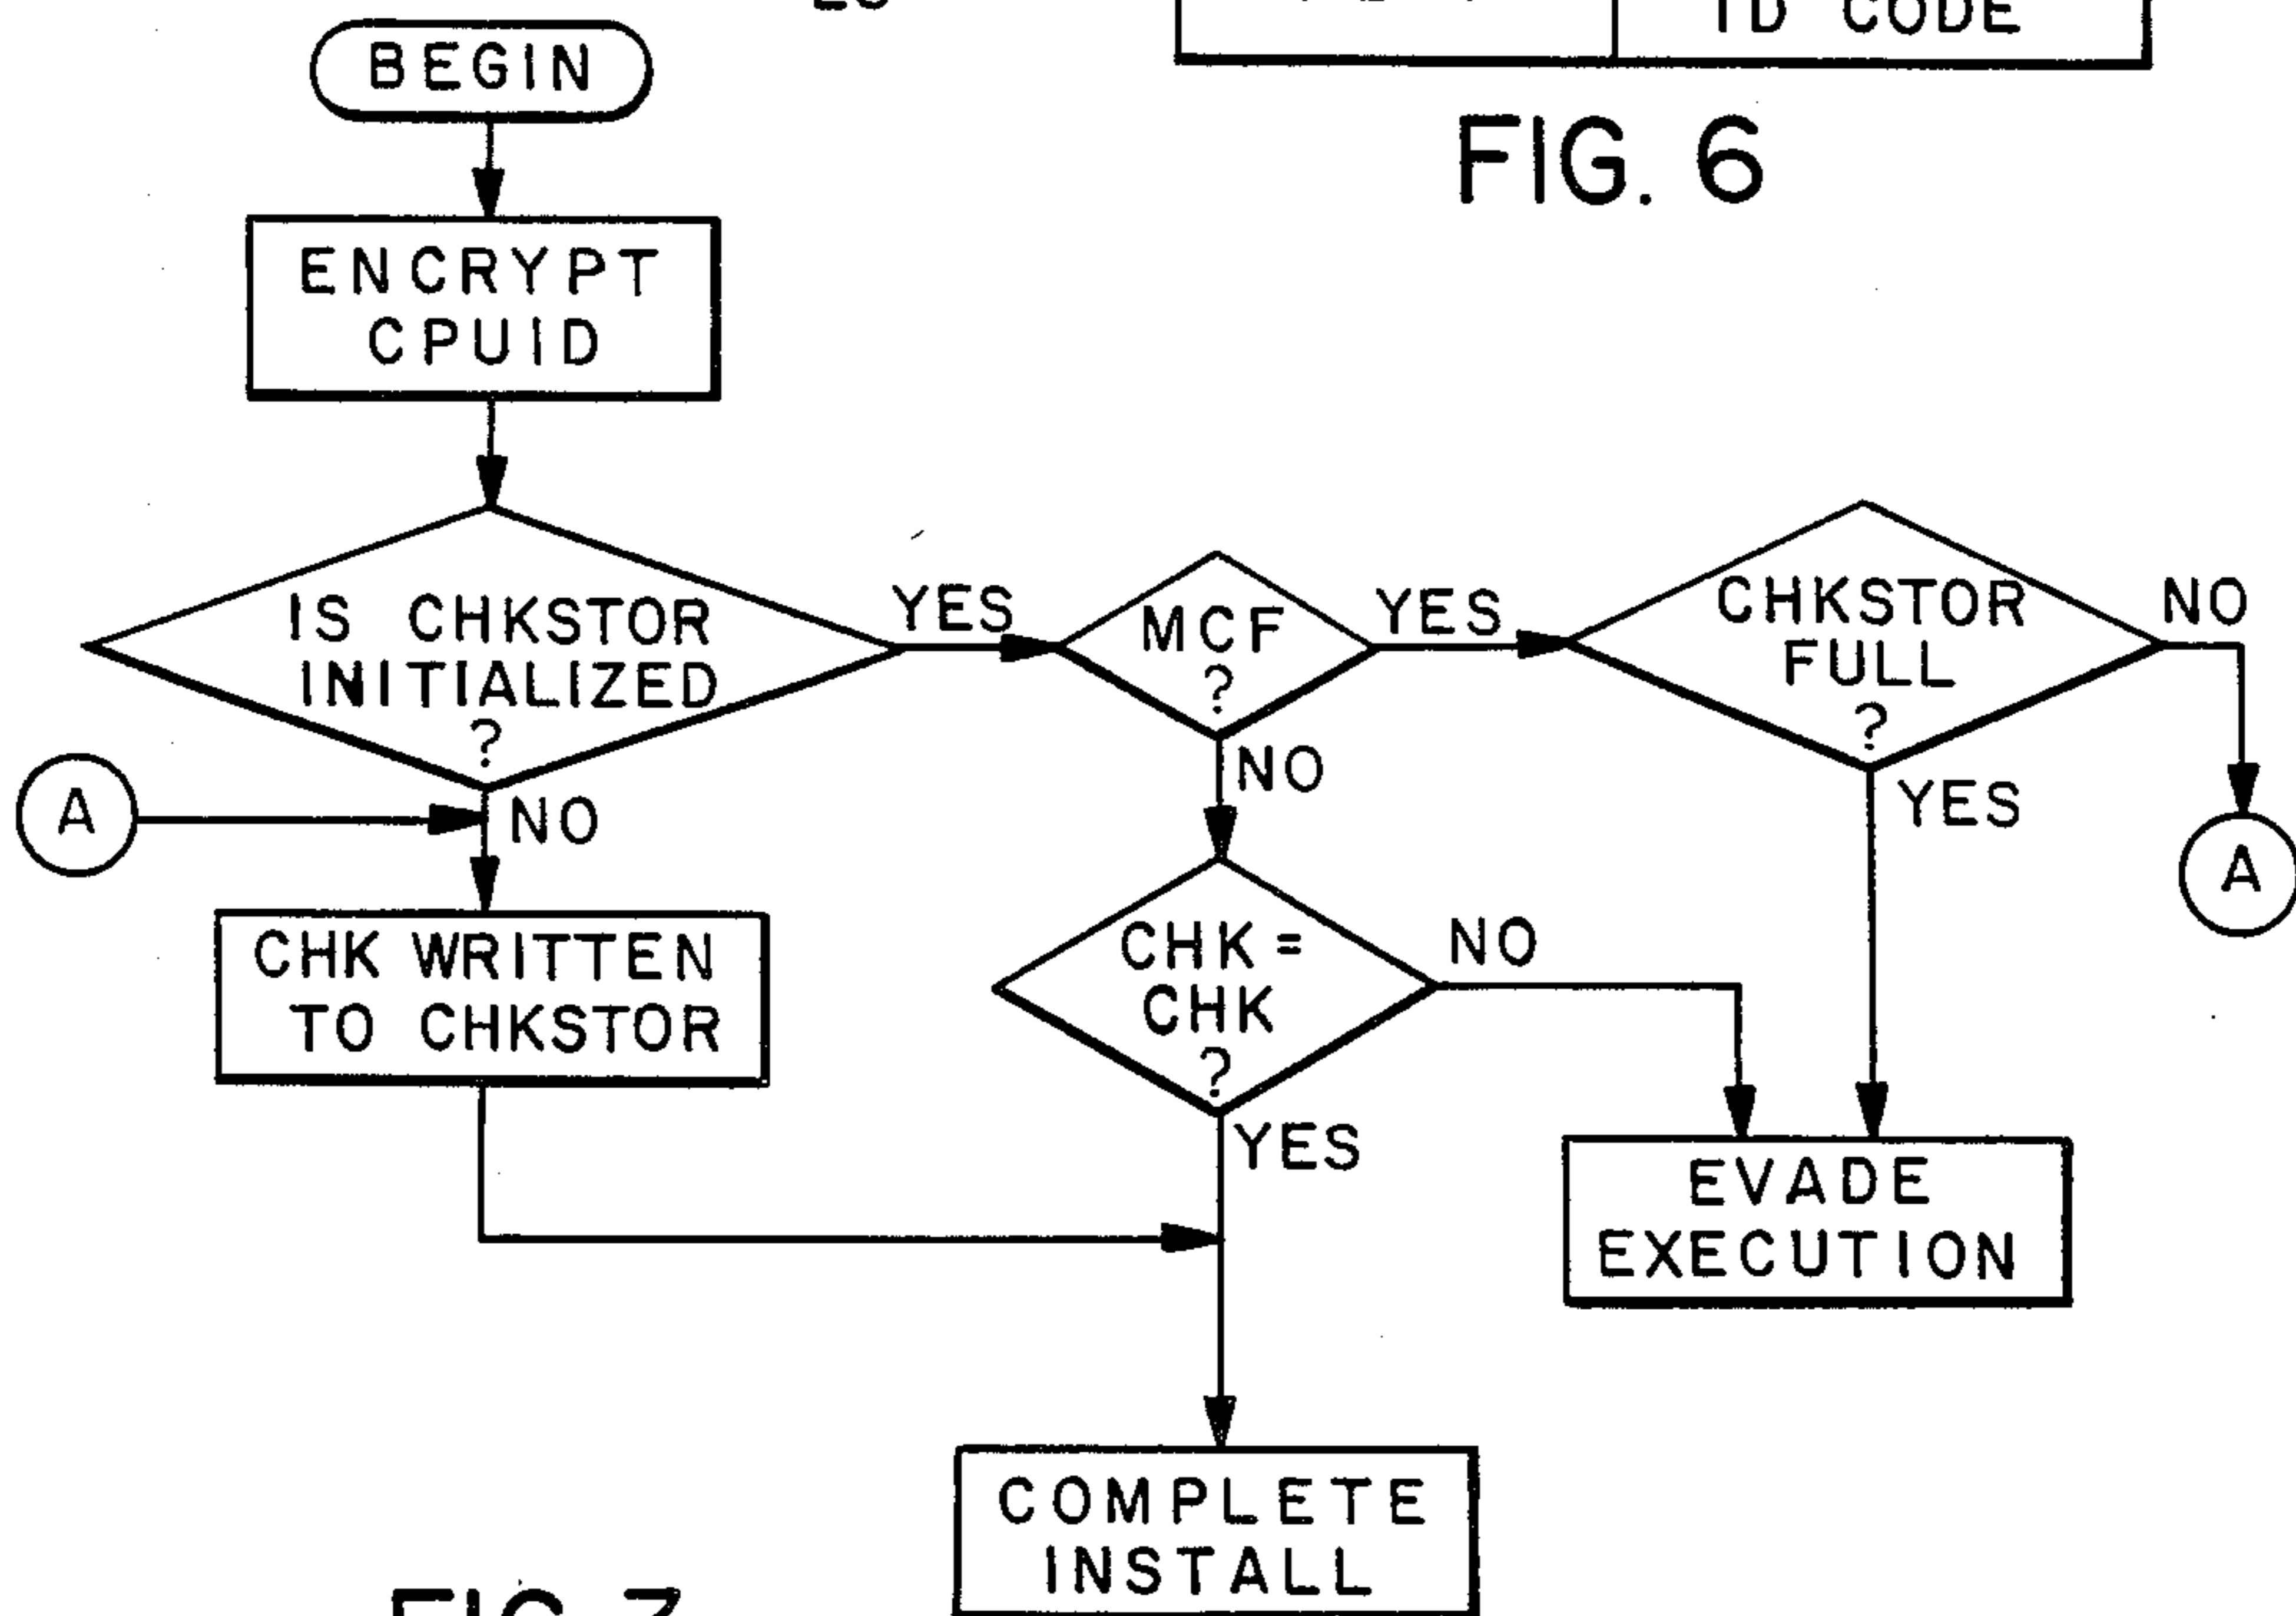 ID CODE
FIG. 6
BEGIN
ENCRYPT
CPUID
IS CHKSTOR
INITIALIZED
?
YES
MCF
?
YES
CHKSTOR
FULL
?
NO
A
NO
NO
YES
A
CHK WRITTEN
TO CHKSTOR
CHK =
CHK
?
NO
YES
EVADE
EXECUTION
COMPLETE
INSTALL